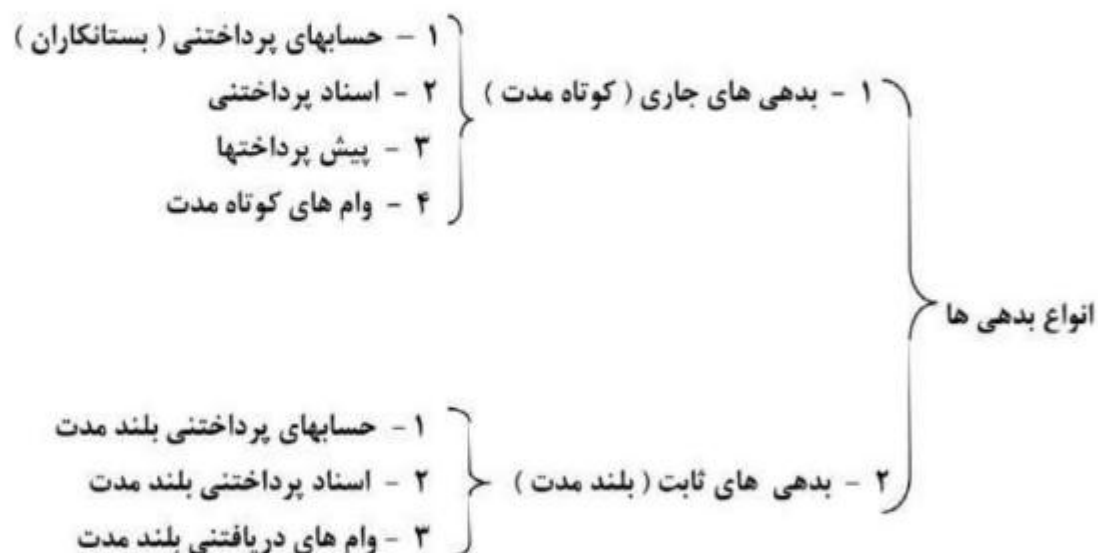 انواع بدهی ها
۱ - بدهی های جاری ( کوتاه مدت )
۱ - حسابهای پرداختنی ( بستانکاران )
۲ - اسناد پرداختنی
۳ - پیش پرداختها
۴ - وام های کوتاه مدت
۲ - بدهی های ثابت ( بلند مدت )
۱ - حسابهای پرداختنی بلند مدت
۲ - اسناد پرداختنی بلند مدت
۳ - وام های دریافتنی بلند مدت